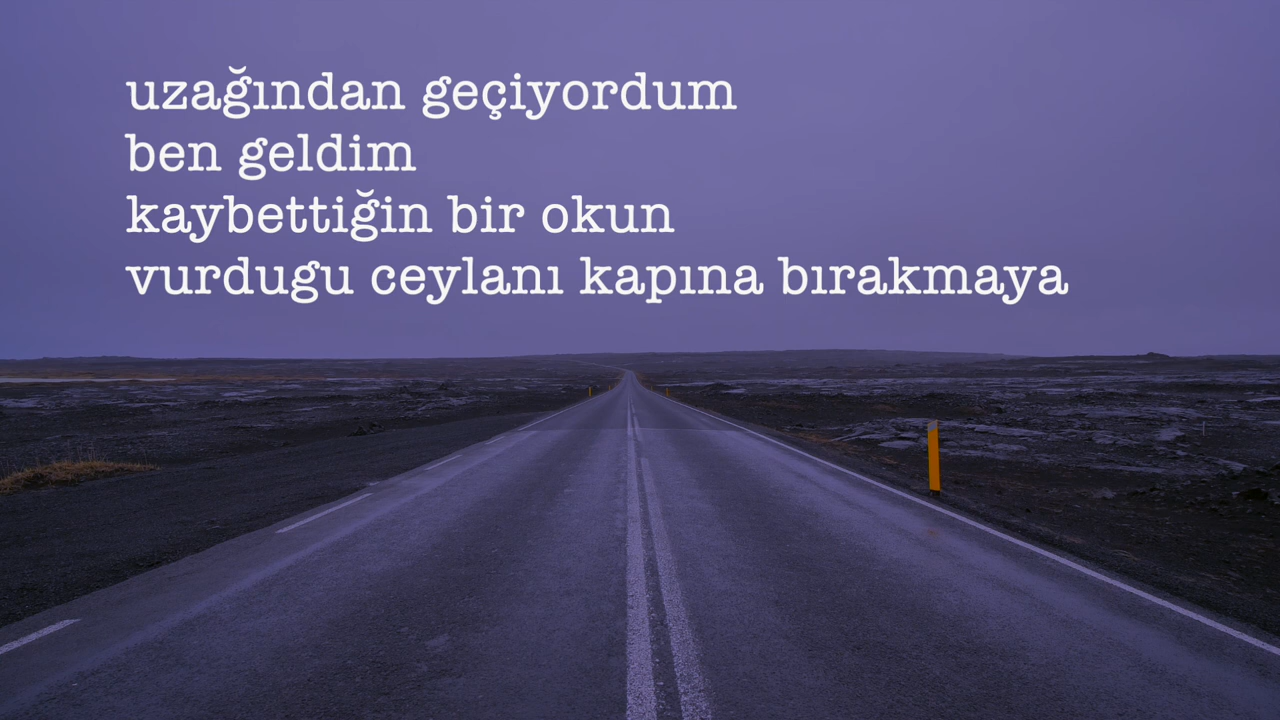 uzağından geçiyordum
ben geldim
kaybettiğin bir okun
vurdugu ceylanı kapına bırakmaya